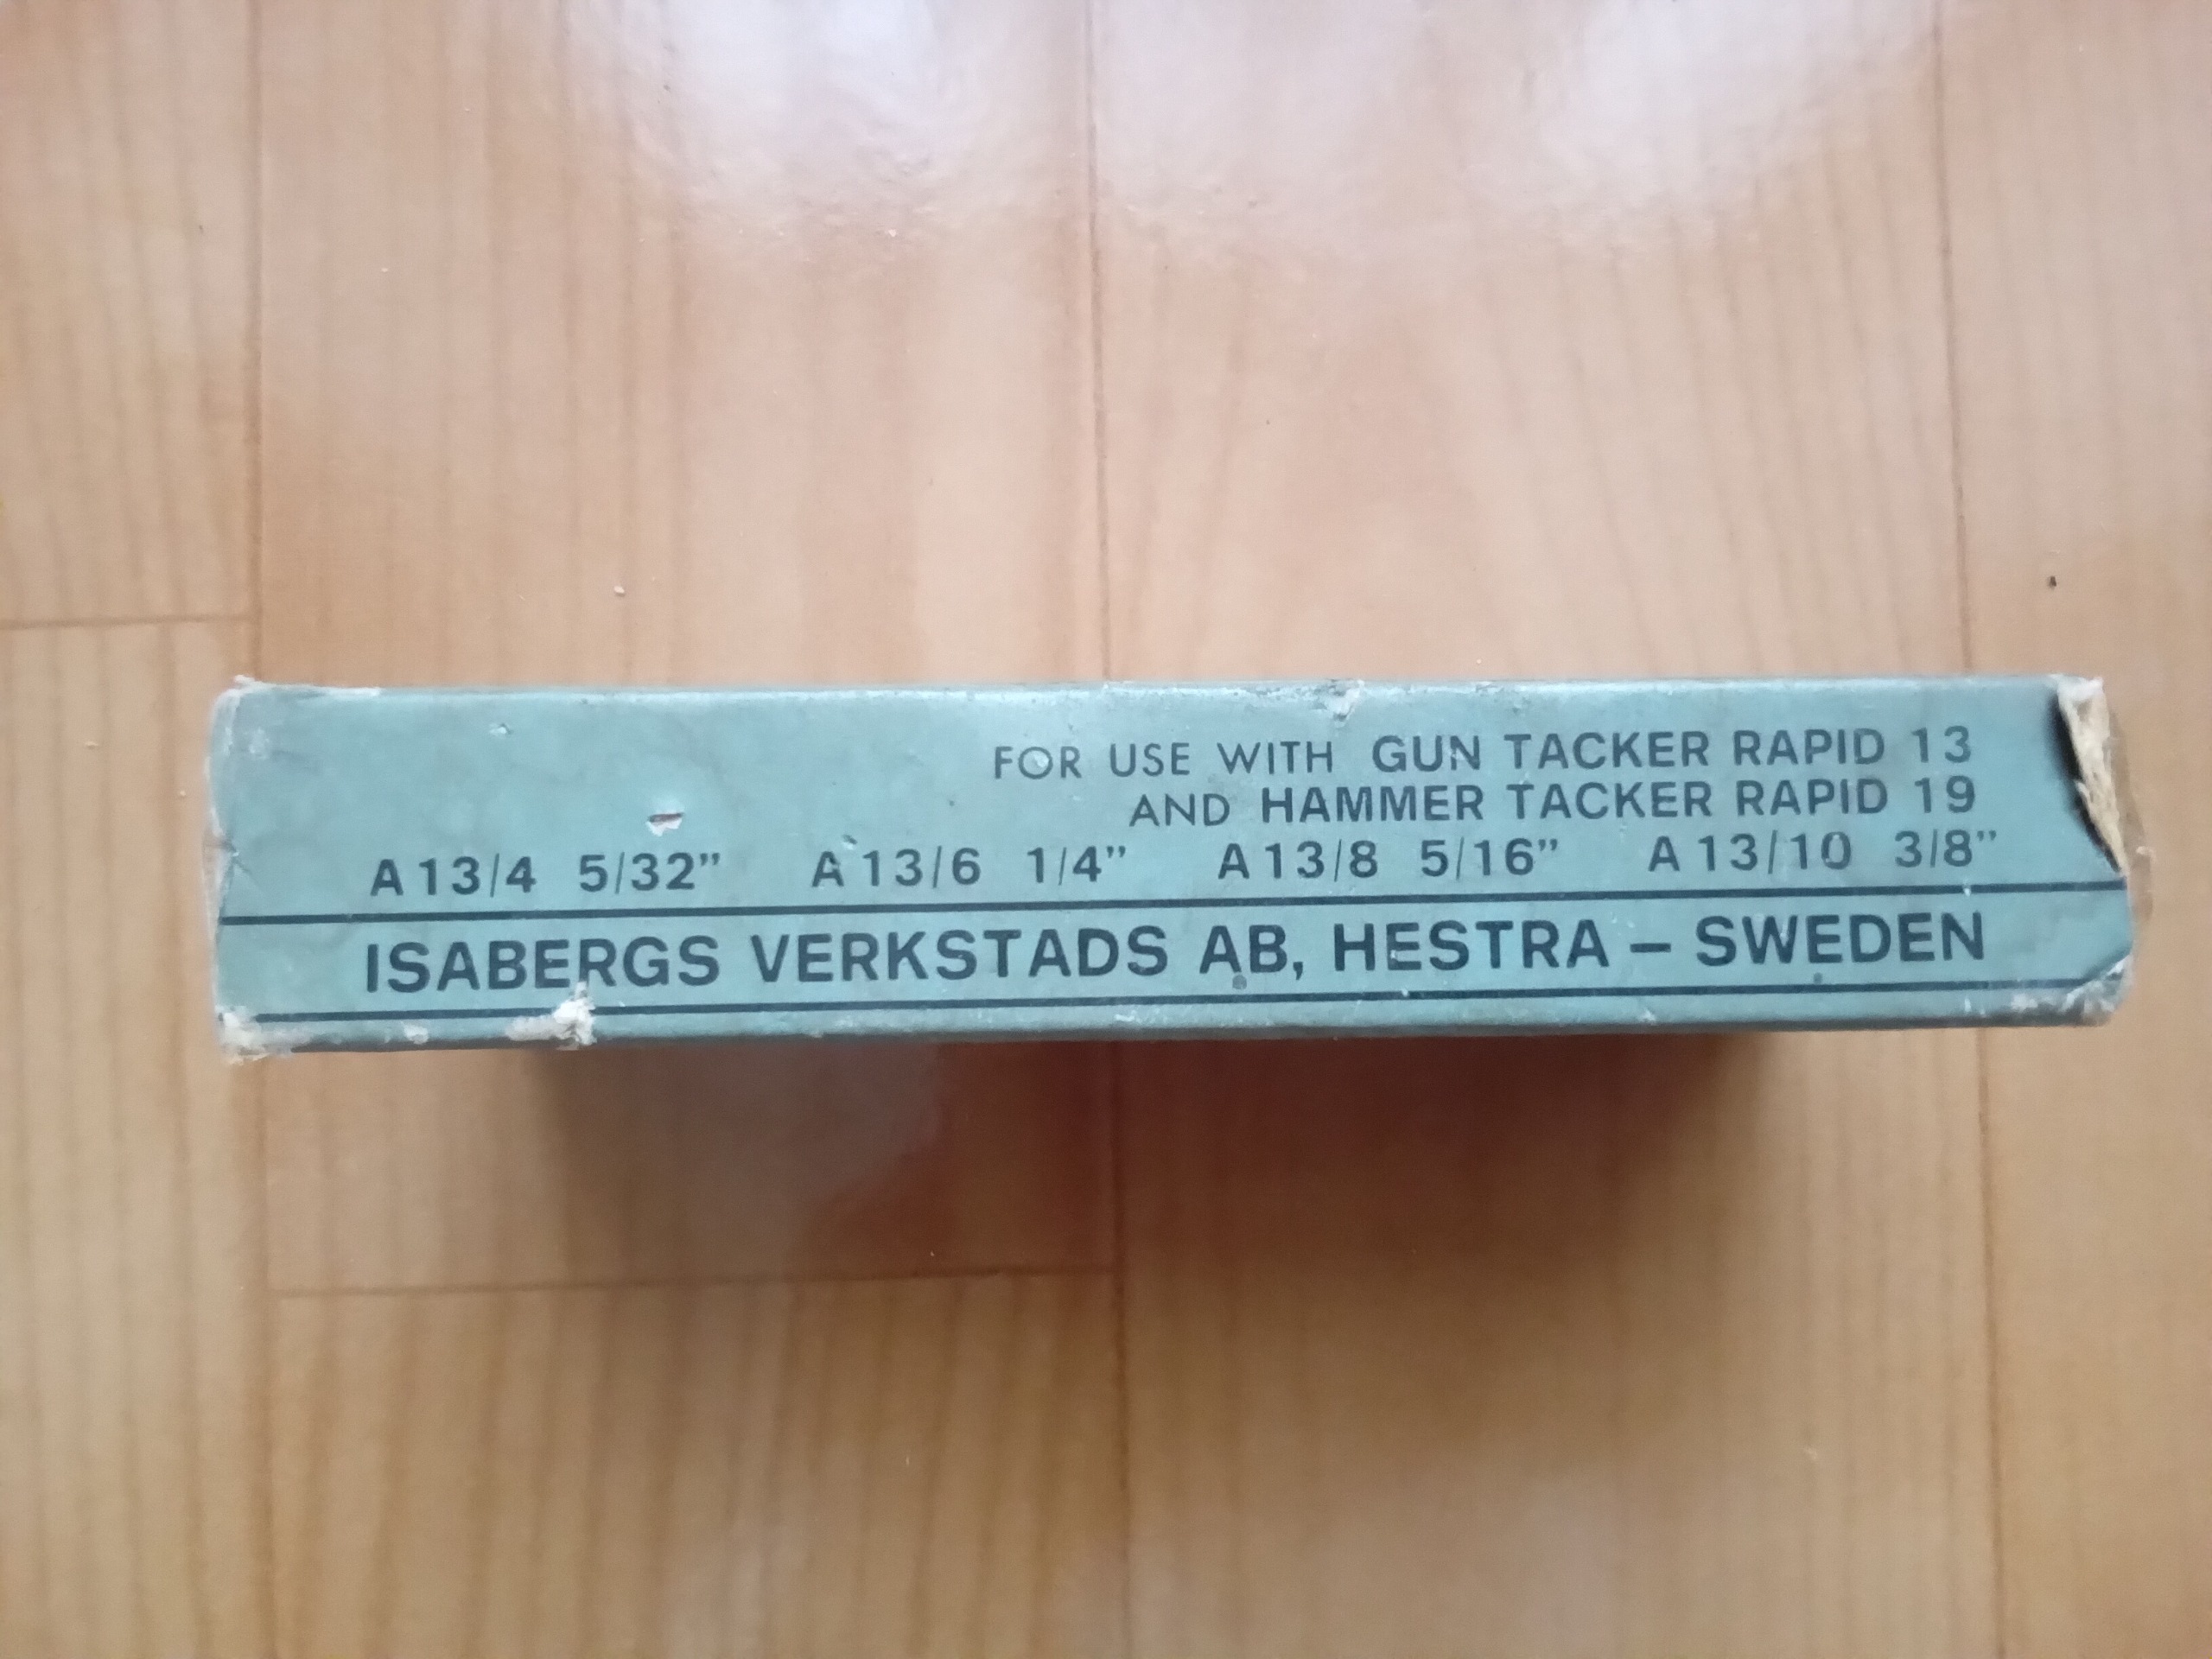 FOR USE WITH GUN TACKER RAPID 13
AND HAMMER TACKER RAPID 19
A 13/4 5/32” A 13/6 1/4” A 13/8 5/16” A 13/10 3/8”
ISABERGS VERKSTADS AB, HESTRA – SWEDEN